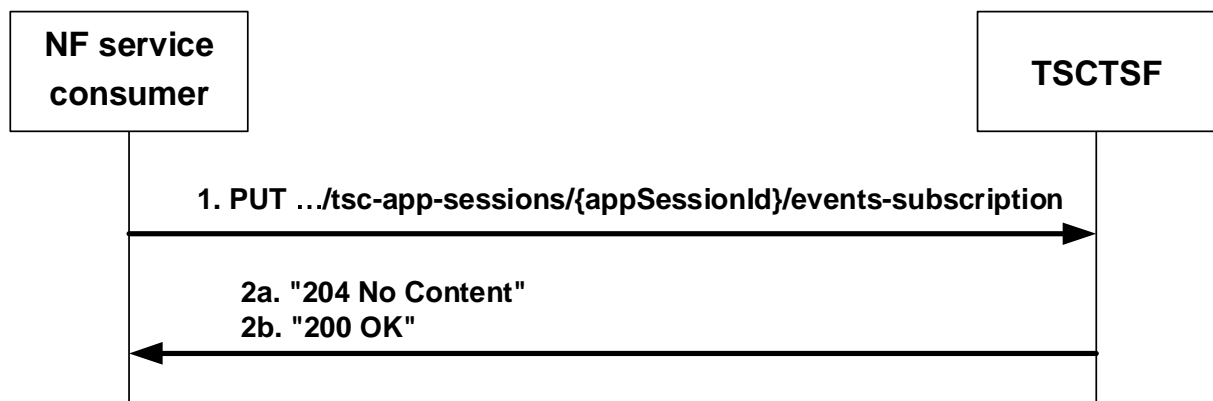 NF service
consumer
TSCTSF
1. PUT …/tsc-app-sessions/{appSessionId}/events-subscription
2a. "204 No Content"
2b. "200 OK"